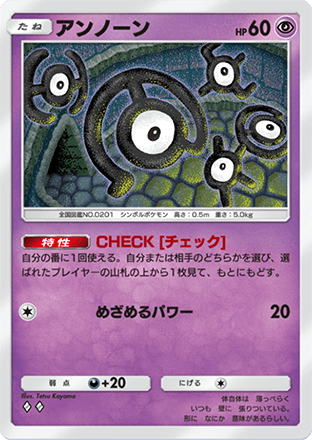 たね アンノーン HP60
全国図鑑NO.0201 シンボルポケモン 高さ：0.5m 重さ：5.0kg
特性 CHECK [チェック]
自分の番に1回使える。自分または相手のどちらかを選び、選
ばれたプレイヤーの山札の上から1枚見て、もとにもどす。
めざめるパワー 20
弱点 +20 にげる
Illus. Tetsu Kayama
体自体は 薄っぺらく
いつも 壁に 張りついている。
形に なにか 意味があるらしい。